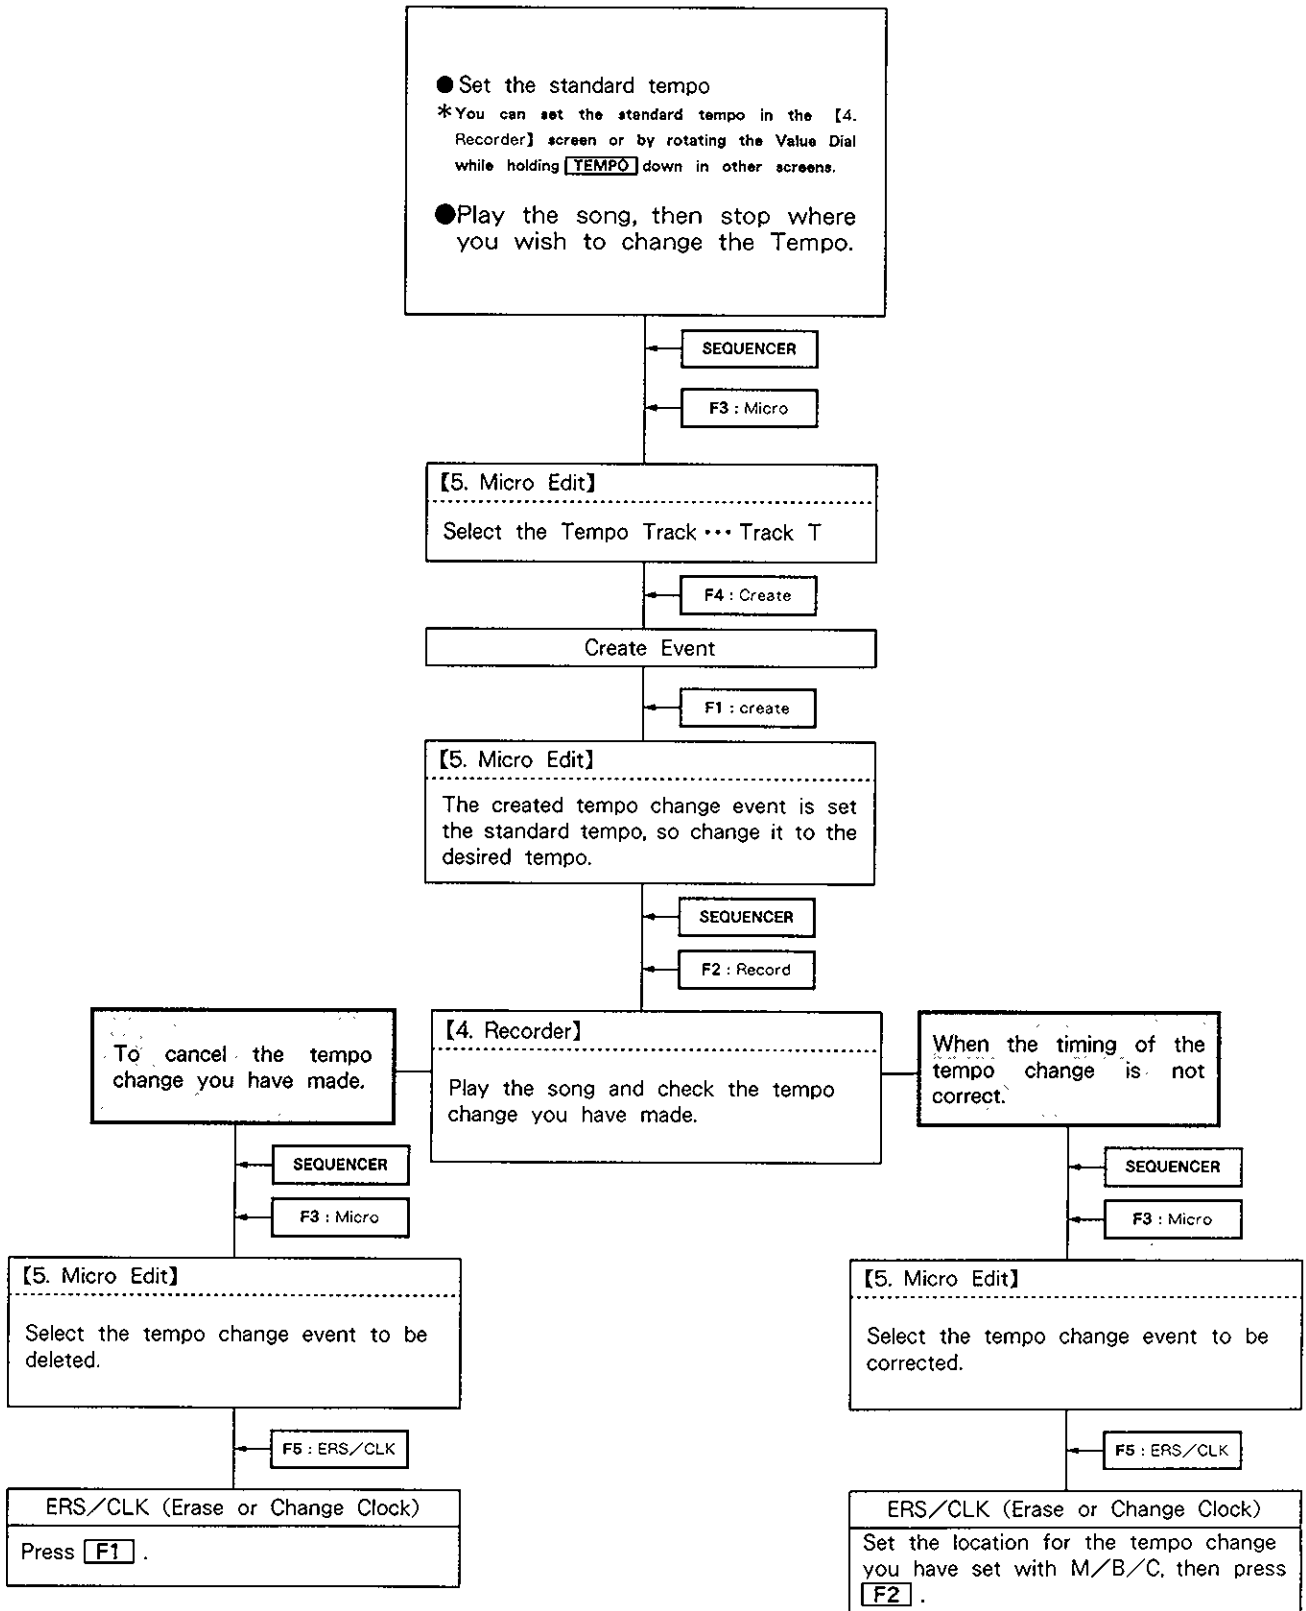 ● Set the standard tempo
*You can set the standard tempo in the 【4.
Recorder】 screen or by rotating the Value Dial
while holding TEMPO down in other screens.
●Play the song, then stop where
you wish to change the Tempo.
SEQUENCER
F3 : Micro
【5. Micro Edit】
Select the Tempo Track ··· Track T
F4 : Create
Create Event
F1 : create
【5. Micro Edit】
The created tempo change event is set
the standard tempo, so change it to the
desired tempo.
SEQUENCER
F2 : Record
【4. Recorder】
Play the song and check the tempo
change you have made.
To cancel the tempo
change you have made.
SEQUENCER
F3 : Micro
【5. Micro Edit】
Select the tempo change event to be
deleted.
F5 : ERS/CLK
ERS/CLK (Erase or Change Clock)
Press F1 .
When the timing of the
tempo change is not
correct.
SEQUENCER
F3 : Micro
【5. Micro Edit】
Select the tempo change event to be
corrected.
F5 : ERS/CLK
ERS/CLK (Erase or Change Clock)
Set the location for the tempo change
you have set with M/B/C, then press
F2 .